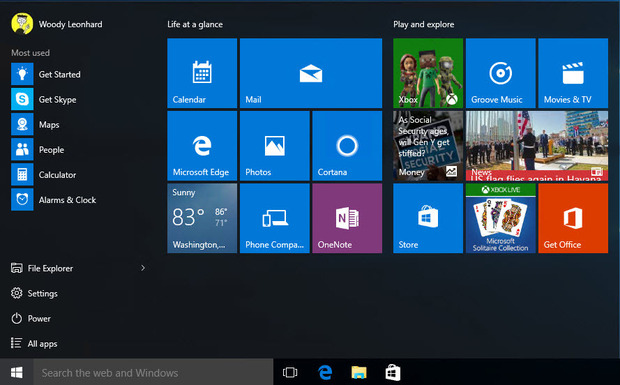 Woody Leonhard
Most used
Get Started
Get Skype
Maps
People
Calculator
Alarms & Clock
File Explorer
Settings
Power
All apps
Life at a glance
Calendar
Mail
Microsoft Edge
Photos
Cortana
Sunny
83°
86°
71°
Washington,...
Phone Compa...
OneNote
Play and explore
Xbox
Groove Music
Movies & TV
As Social
Security ages,
will Gen Y get
stiffed?
SOCIAL
SECURITY
Money
News
US flag flies again in Havana
Store
XBOX LIVE
Microsoft
Solitaire Collection
Get Office
Search the web and Windows